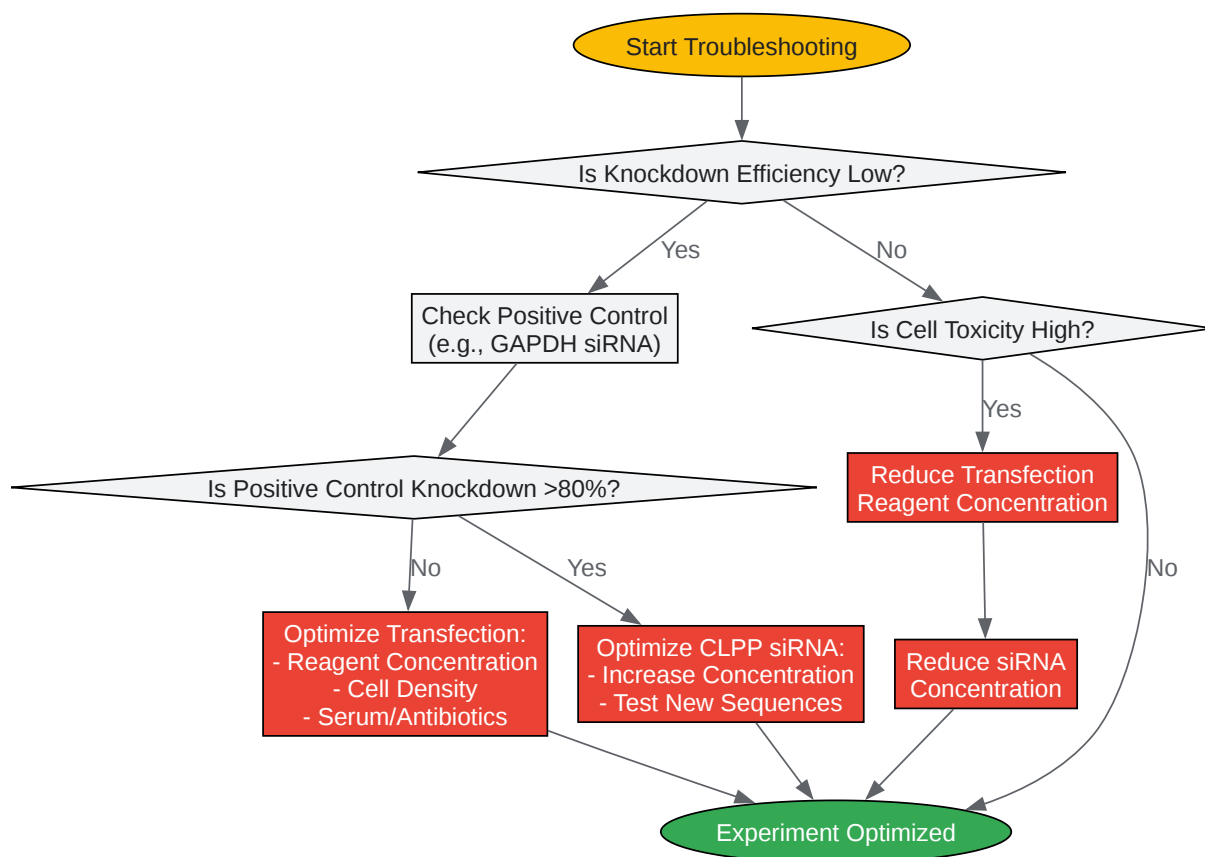 Start Troubleshooting
Is Knockdown Efficiency Low?
Yes
No
Check Positive Control
(e.g., GAPDH siRNA)
Is Cell Toxicity High?
Yes
No
Is Positive Control Knockdown >80%?
Reduce Transfection
Reagent Concentration
No
Yes
Optimize Transfection:
- Reagent Concentration
- Cell Density
- Serum/Antibiotics
Optimize CLPP siRNA:
- Increase Concentration
- Test New Sequences
Reduce siRNA
Concentration
Experiment Optimized